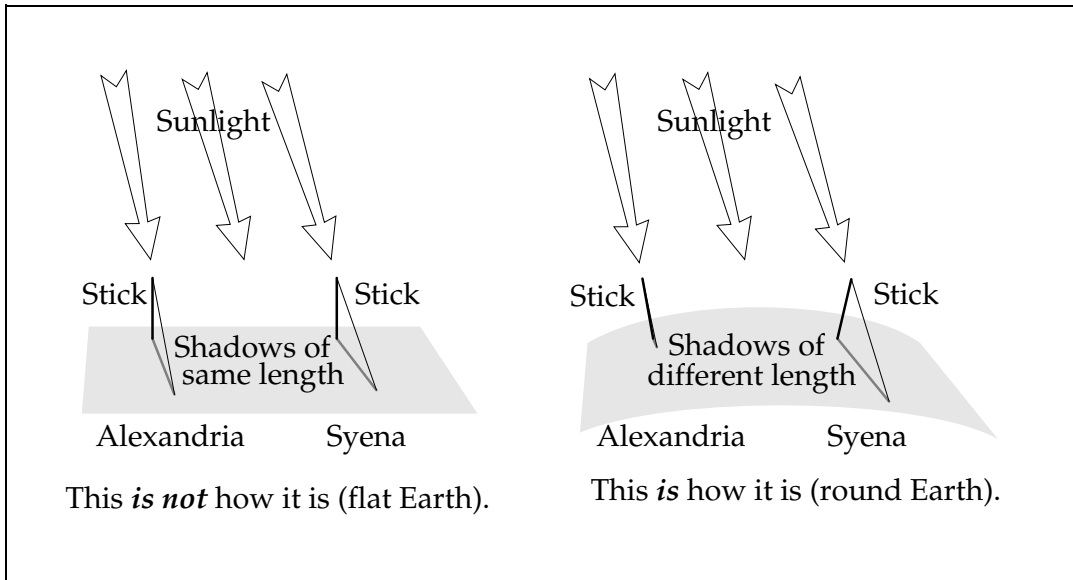 Sunlight
Stick
Stick
Shadows of
same length
Alexandria
Syena
This is not how it is (flat Earth).
Sunlight
Stick
Stick
Shadows of
different length
Alexandria
Syena
This is how it is (round Earth).